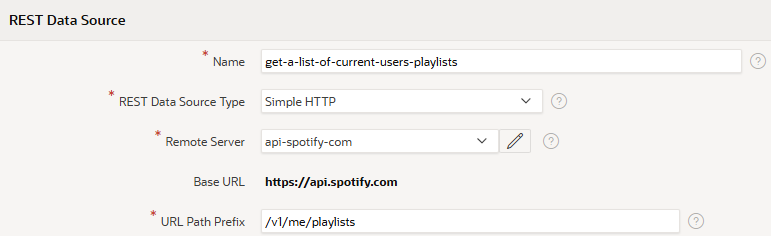 REST Data Source
* Name get-a-list-of-current-users-playlists ?
* REST Data Source Type Simple HTTP ?
* Remote Server api-spotify-com ?
Base URL https://api.spotify.com
* URL Path Prefix /v1/me/playlists ?